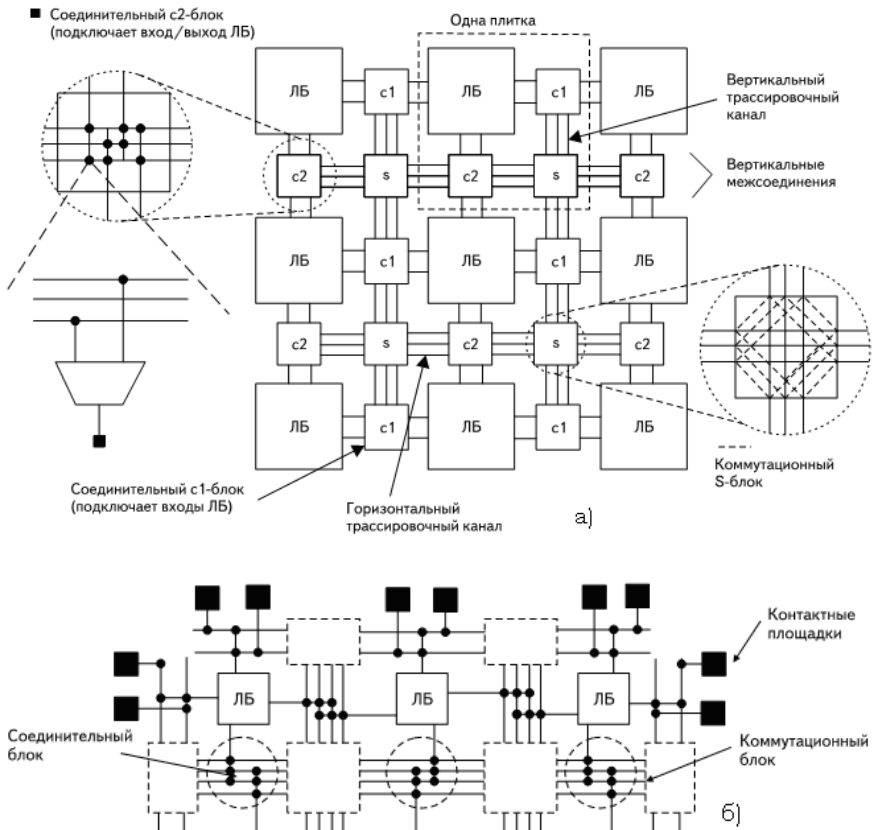 Соединительный с2-блок
(подключает вход/выход ЛБ)
Одна плитка
ЛБ
с1
ЛБ
с1
ЛБ
Вертикальный
трассировочный
канал
с2
s
с2
s
с2
Вертикальные
межсоединения
ЛБ
с1
ЛБ
с1
ЛБ
с2
s
с2
s
с2
ЛБ
с1
ЛБ
с1
ЛБ
Коммутационный
S-блок
Соединительный с1-блок
(подключает входы ЛБ)
Горизонтальный
трассировочный канал
а)
Контактные
площадки
ЛБ
ЛБ
ЛБ
Соединительный
блок
Коммутационный
блок
б)